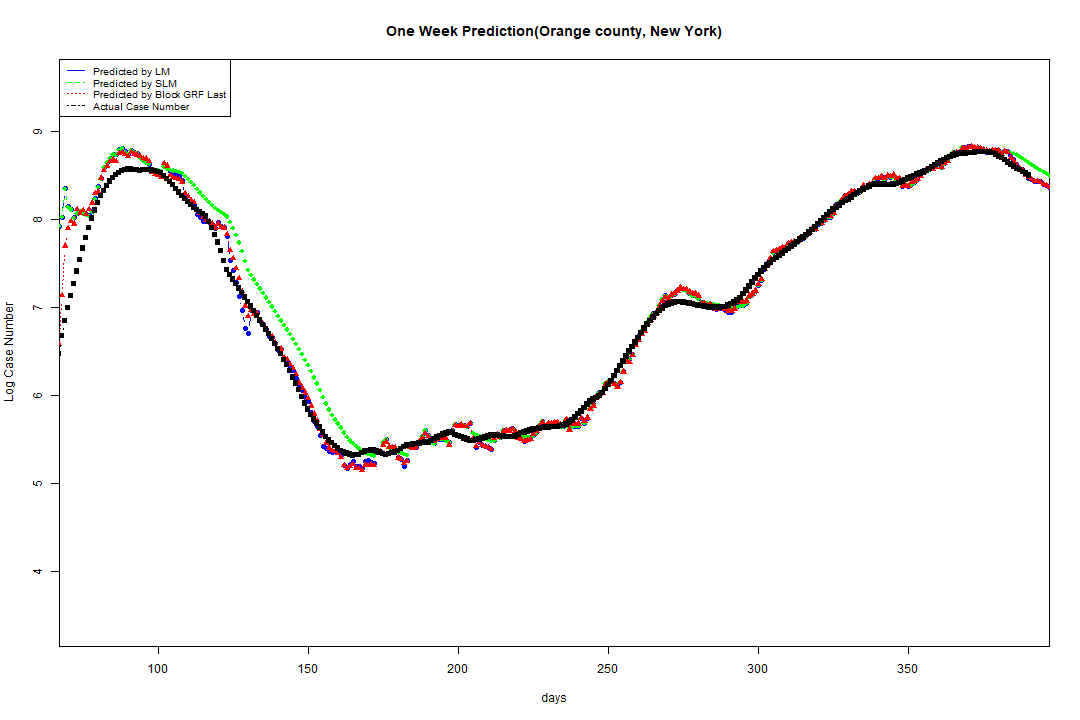 One Week Prediction(Orange county, New York)
Predicted by LM
Predicted by SLM
Predicted by Block GRF Last
Actual Case Number
9
8
7
6
5
4
Log Case Number
100 150 200 250 300 350
days